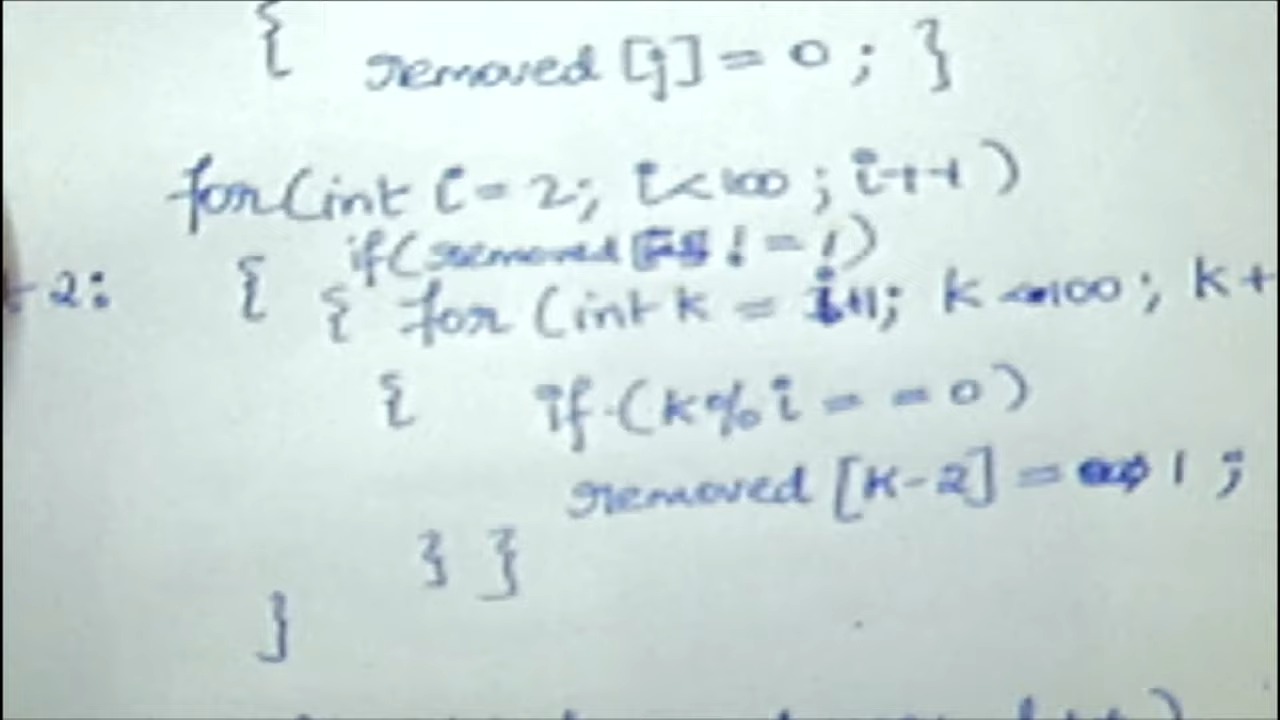 { removed [j] = 0 ; }
for (int i = 2; i < 100 ; i++ )
if ( removed != 1 )
2: { { for ( int k = i+1; k < 100 ; k +
{ if ( k % i = = 0 )
removed [k-2] = 1 ;
} }
}